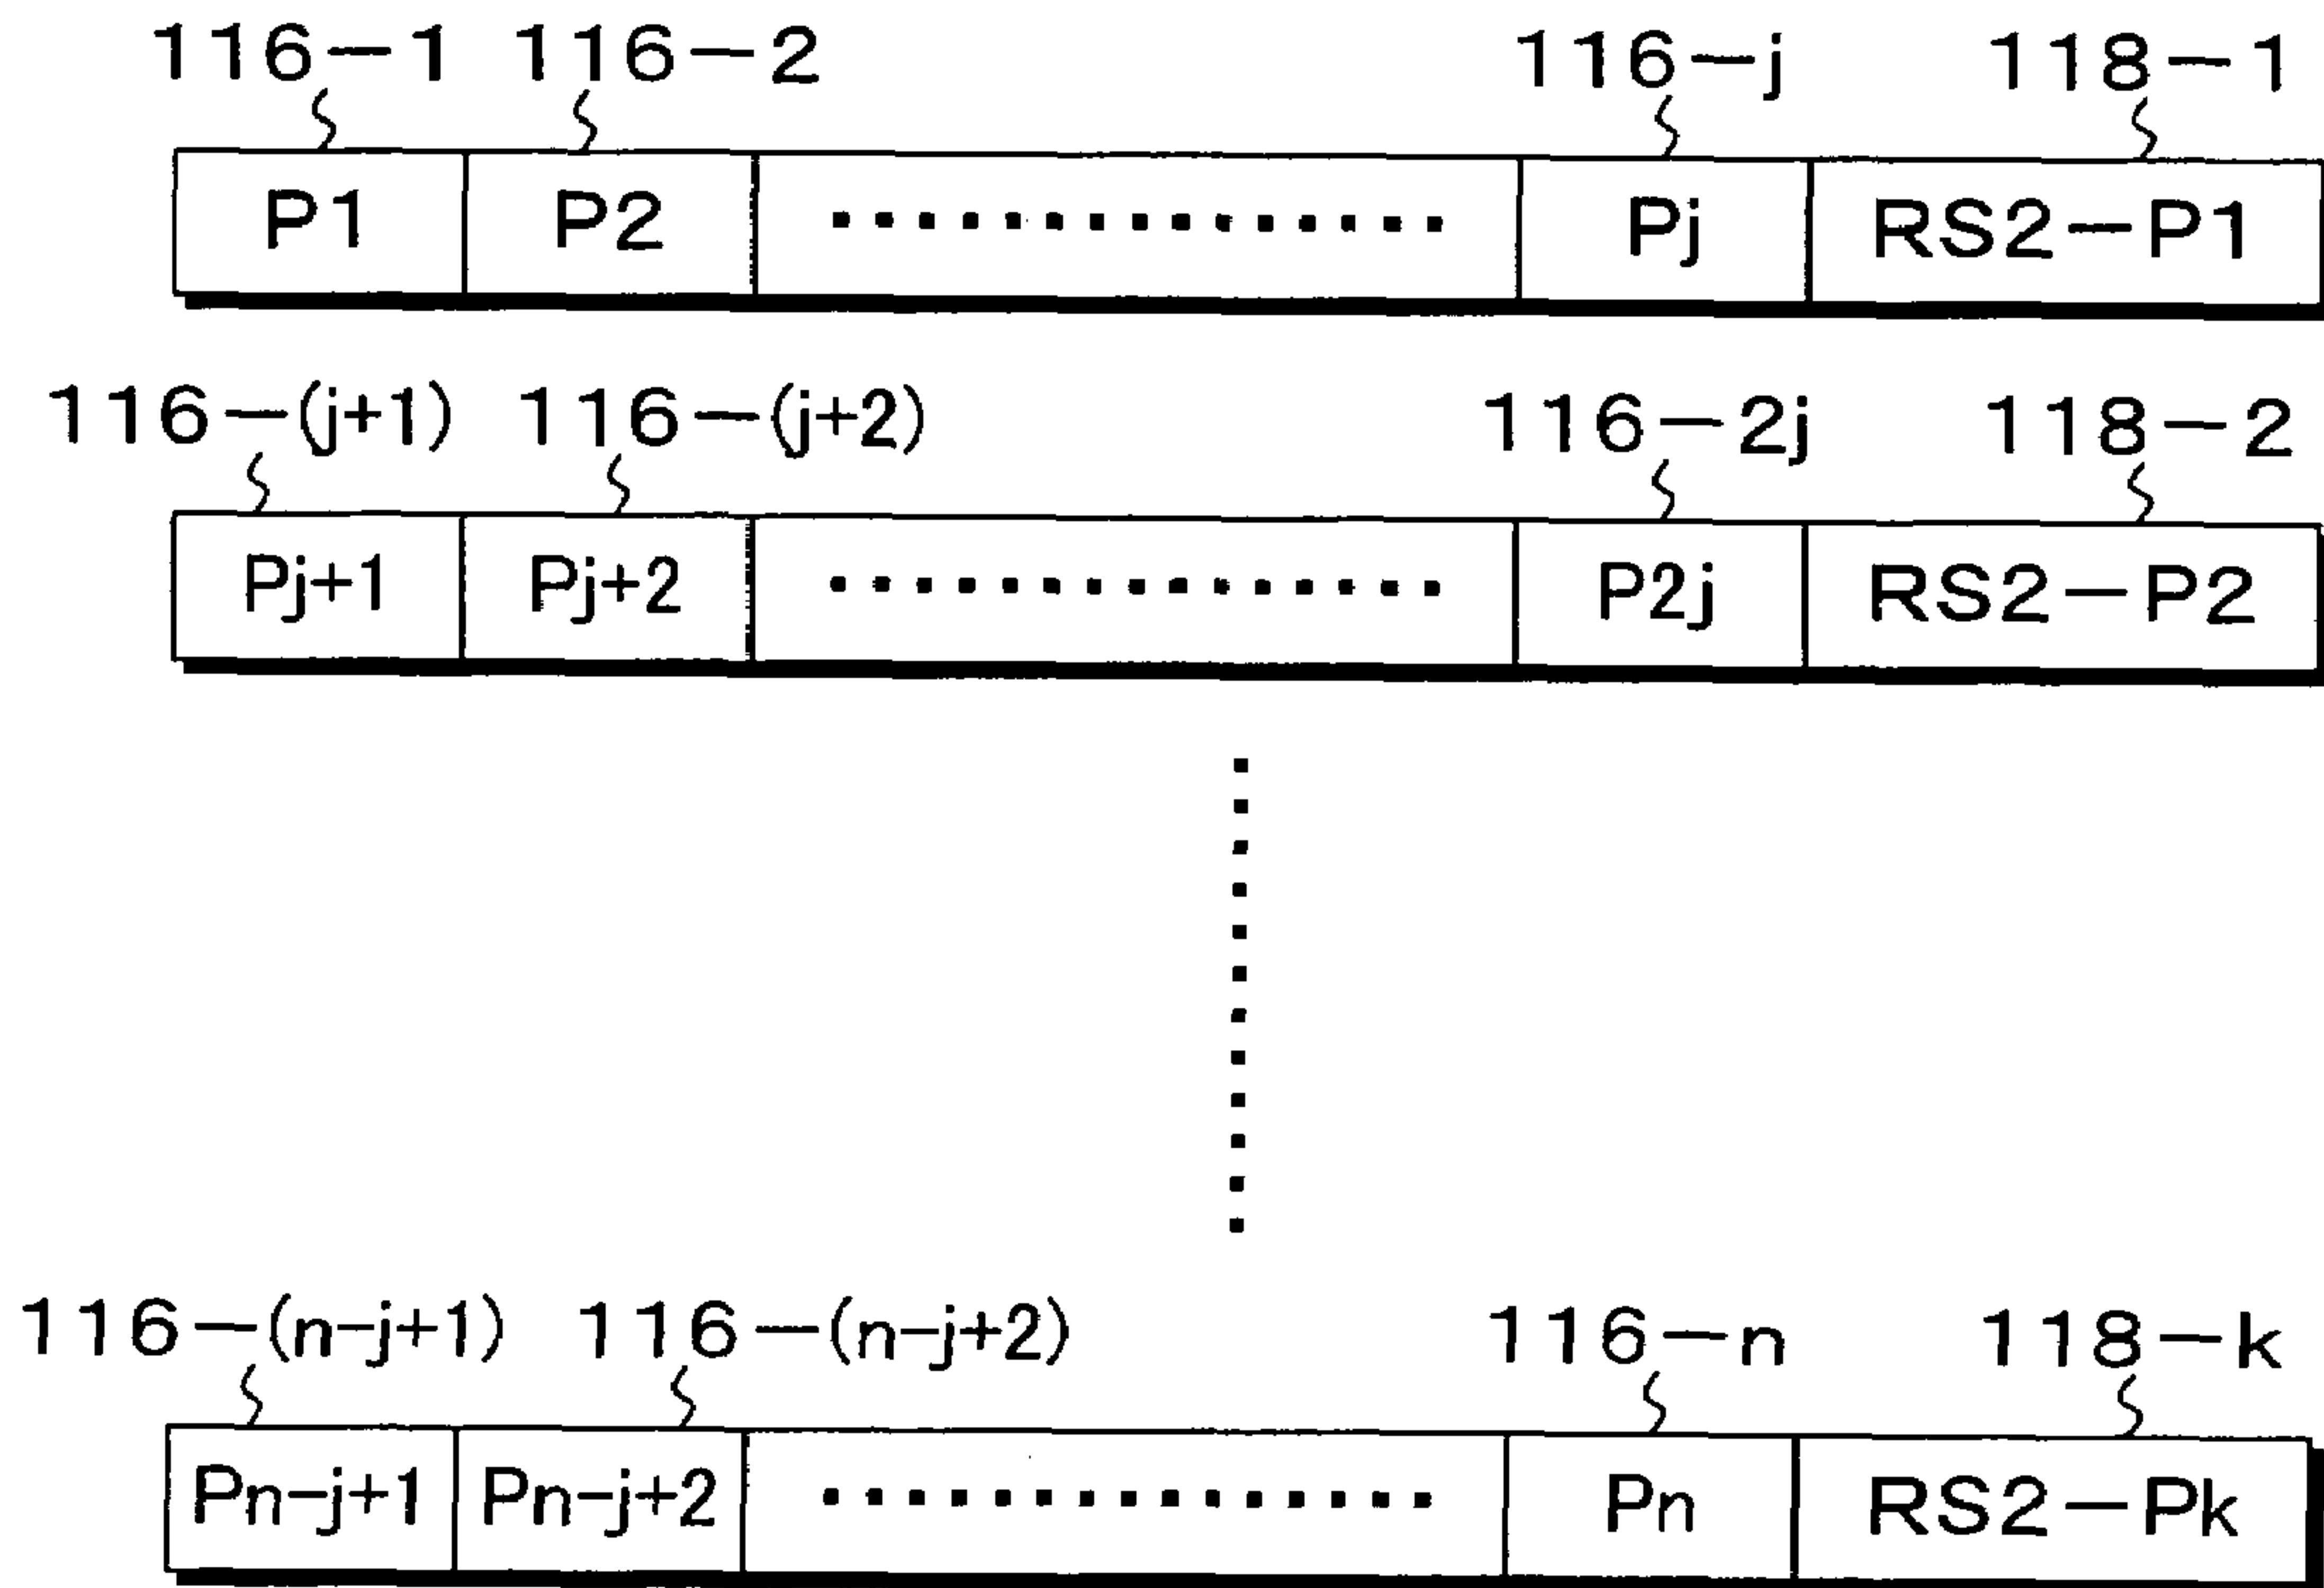 116-1 116-2 116-j 118-1
P1 P2 ·············· Pj RS2-P1
116-(j+1) 116-(j+2) 116-2j 118-2
Pj+1 Pj+2 ·············· P2j RS2-P2
116-(n-j+1) 116-(n-j+2) 116-n 118-k
Pn-j+1 Pn-j+2 ·············· Pn RS2-Pk